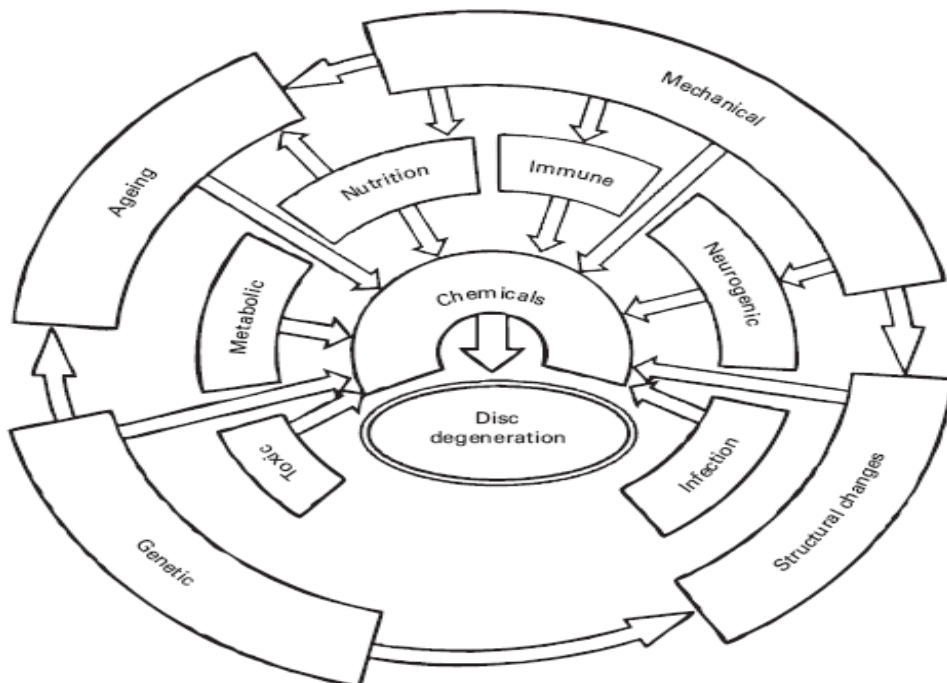 Mechanical
Ageing
Nutrition
Immune
Neurogenic
Metabolic
Chemicals
Disc
degeneration
Toxic
Infection
Structural changes
Genetic